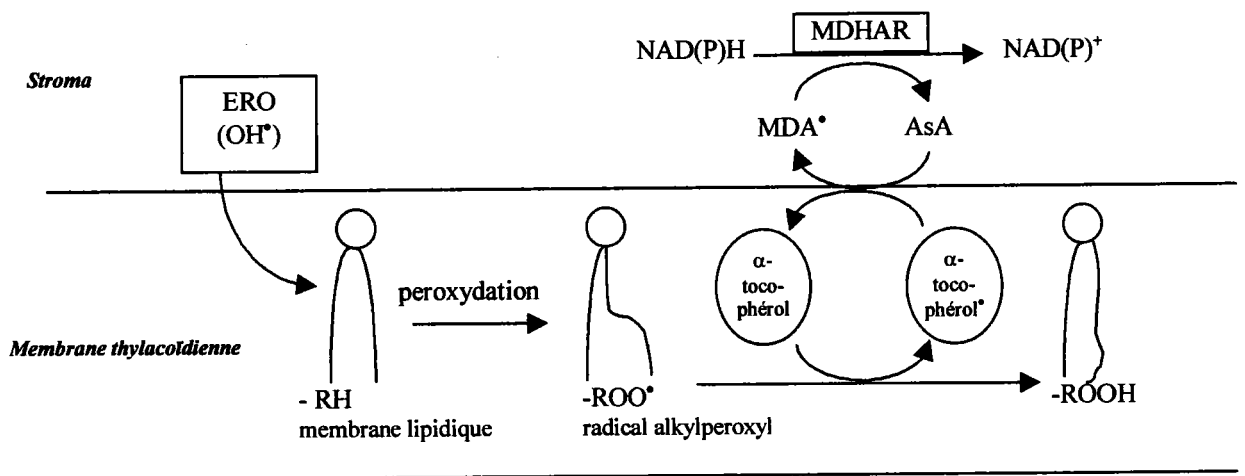 MDHAR
NAD(P)H
NAD(P)⁺
Stroma
ERO
(OH•)
MDA•
AsA
α-
toco-
phérol
α-
toco-
phérol•
peroxydation
Membrane thylacoïdienne
- RH
-ROO•
-ROOH
membrane lipidique
radical alkylperoxyl